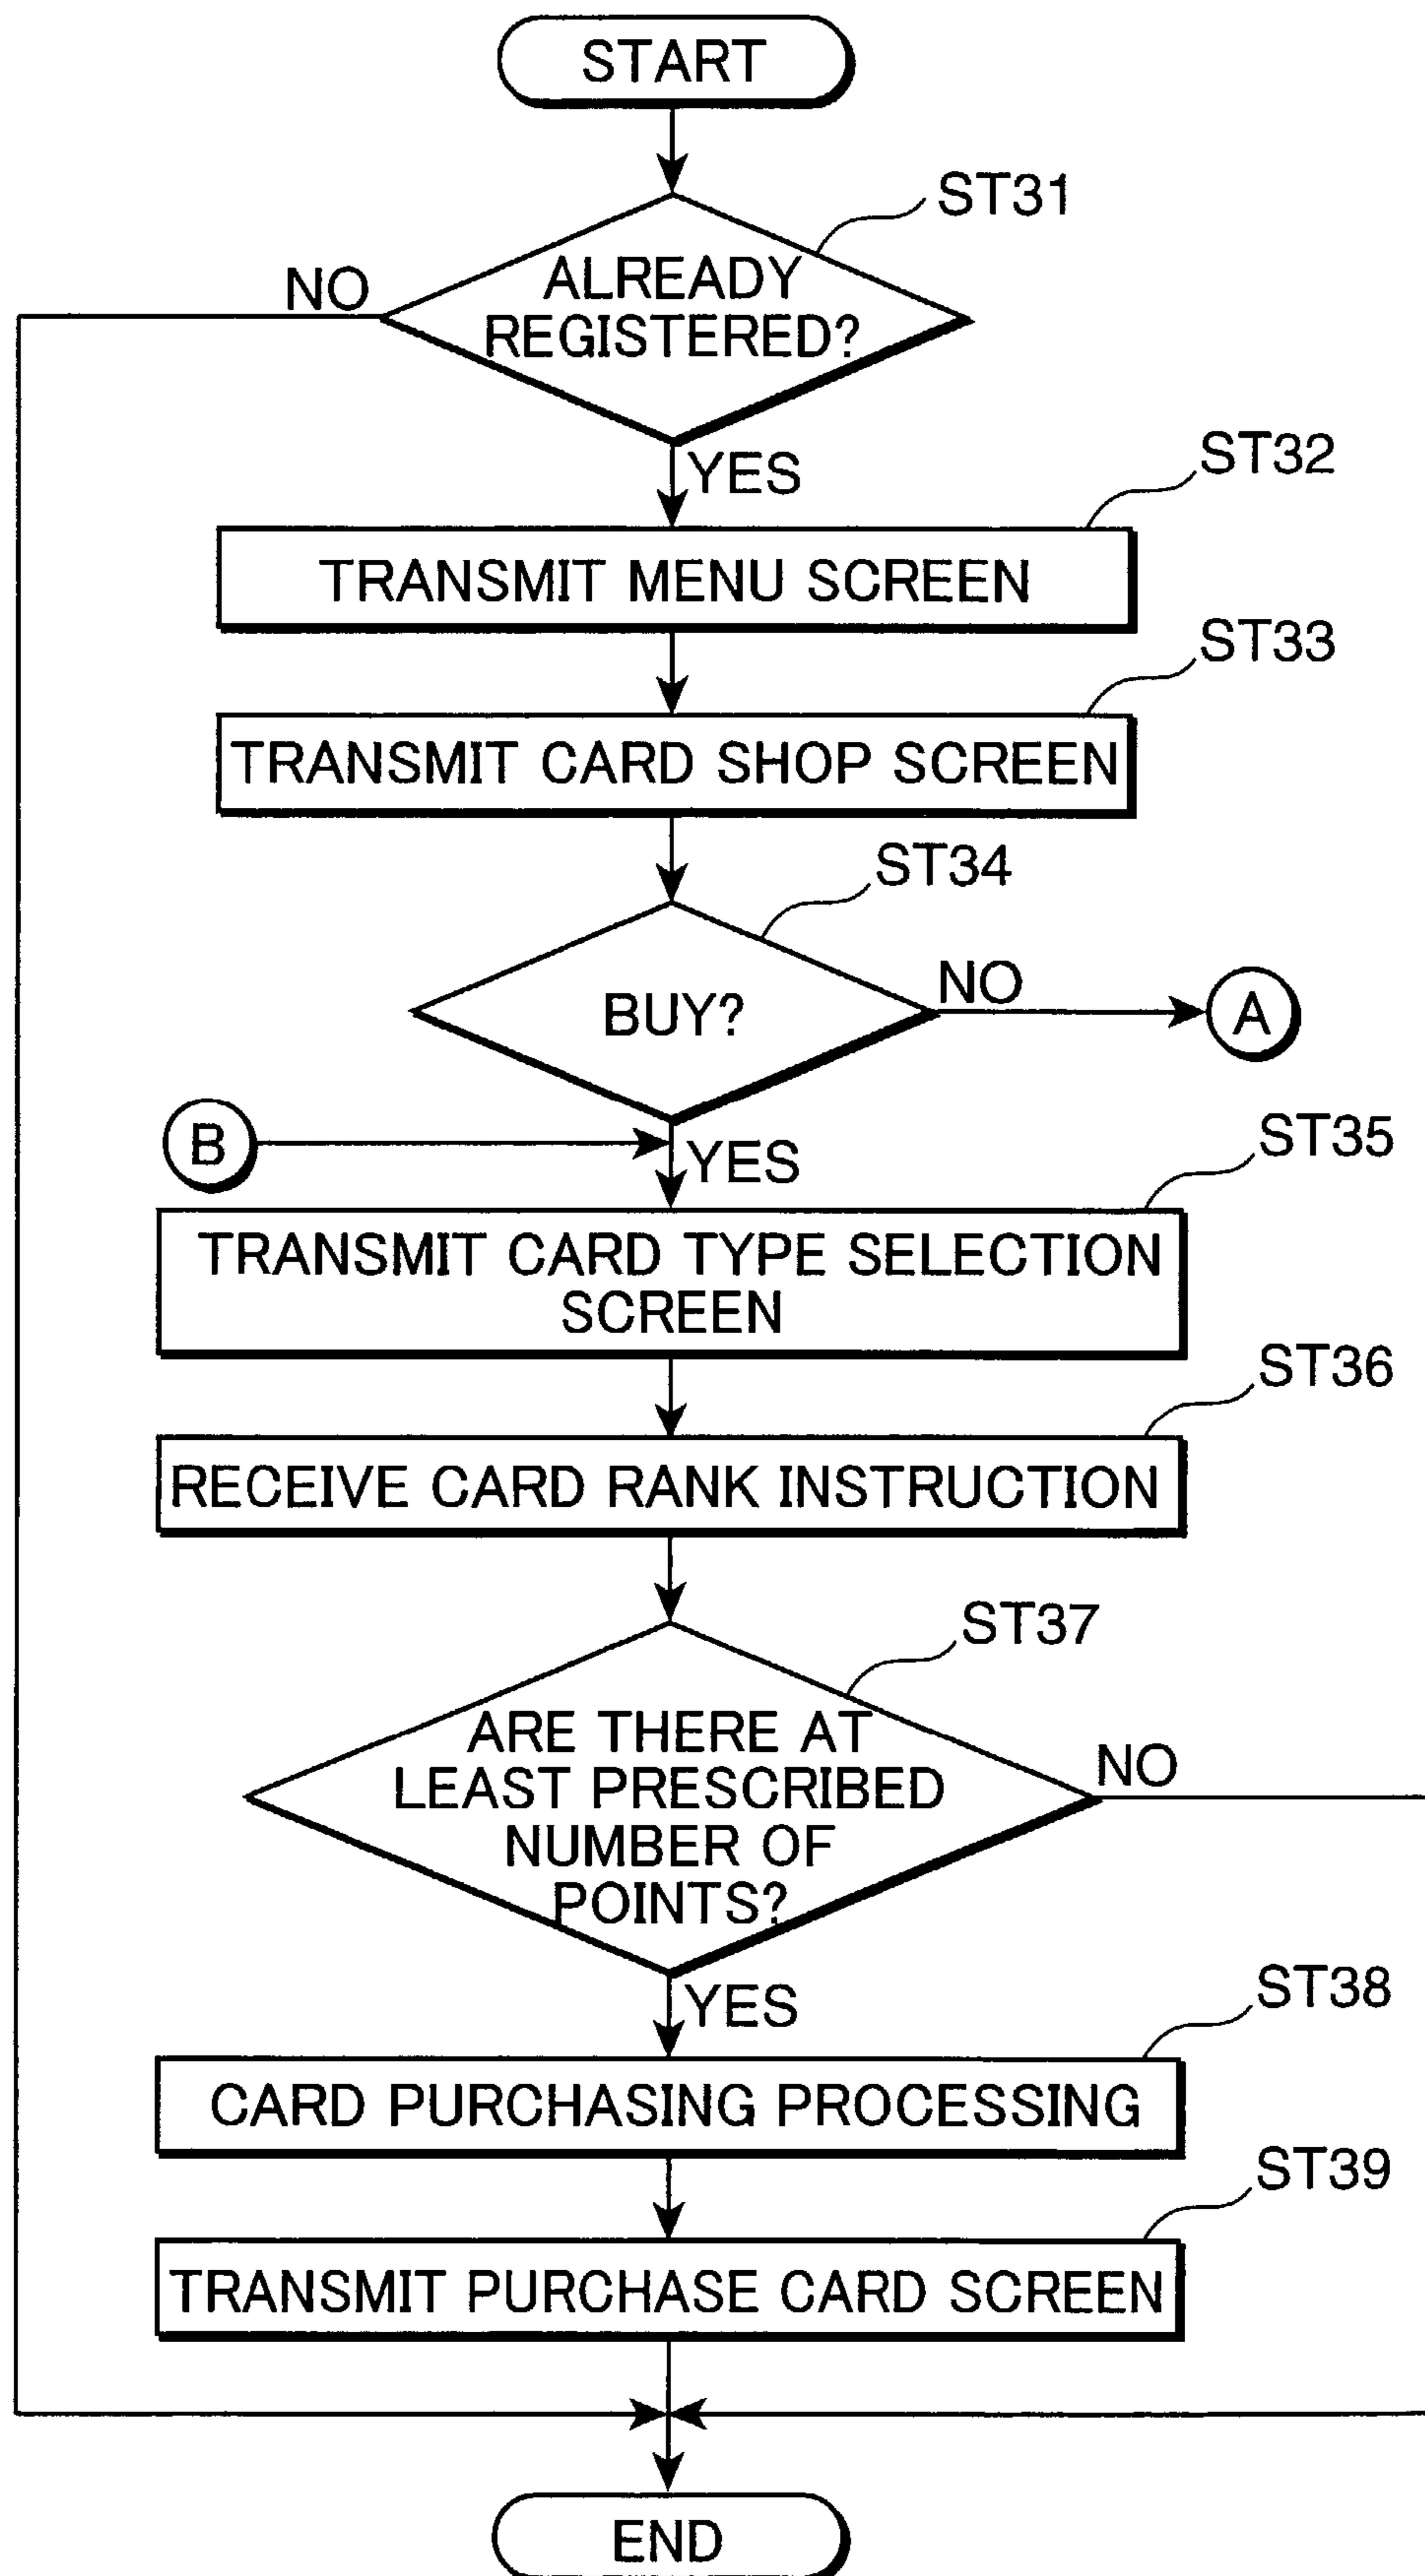 START
ST31
ALREADY
REGISTERED?
NO
YES
ST32
TRANSMIT MENU SCREEN
ST33
TRANSMIT CARD SHOP SCREEN
ST34
BUY?
NO
A
B
YES
ST35
TRANSMIT CARD TYPE SELECTION
SCREEN
ST36
RECEIVE CARD RANK INSTRUCTION
ST37
ARE THERE AT
LEAST PRESCRIBED
NUMBER OF
POINTS?
NO
YES
ST38
CARD PURCHASING PROCESSING
ST39
TRANSMIT PURCHASE CARD SCREEN
END